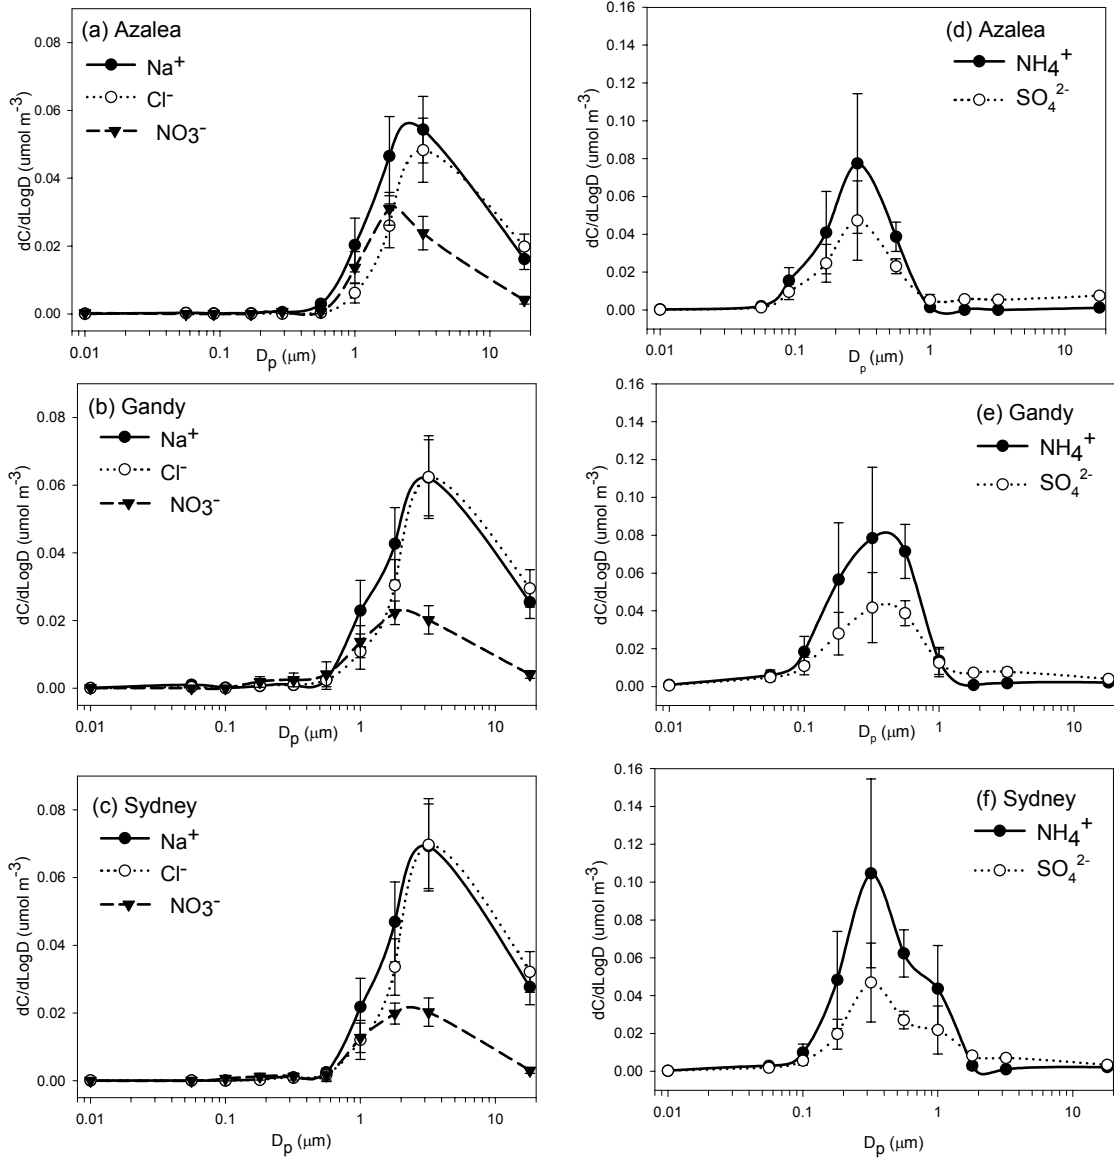 (a) Azalea
Na+
Cl-
NO3-
dC/dLogD (umol m-3)
0.08
0.06
0.04
0.02
0.00
0.01 0.1 1 10
Dp (μm)
(d) Azalea
NH4+
SO42-
dC/dLogD (umol m-3)
0.16
0.14
0.12
0.10
0.08
0.06
0.04
0.02
0.00
0.01 0.1 1 10
Dp (μm)
(b) Gandy
Na+
Cl-
NO3-
dC/dLogD (umol m-3)
0.08
0.06
0.04
0.02
0.00
0.01 0.1 1 10
Dp (μm)
(e) Gandy
NH4+
SO42-
dC/dLogD (umol m-3)
0.16
0.14
0.12
0.10
0.08
0.06
0.04
0.02
0.00
0.01 0.1 1 10
Dp (μm)
(c) Sydney
Na+
Cl-
NO3-
dC/dLogD (umol m-3)
0.08
0.06
0.04
0.02
0.00
0.01 0.1 1 10
Dp (μm)
(f) Sydney
NH4+
SO42-
dC/dLogD (umol m-3)
0.16
0.14
0.12
0.10
0.08
0.06
0.04
0.02
0.00
0.01 0.1 1 10
Dp (μm)